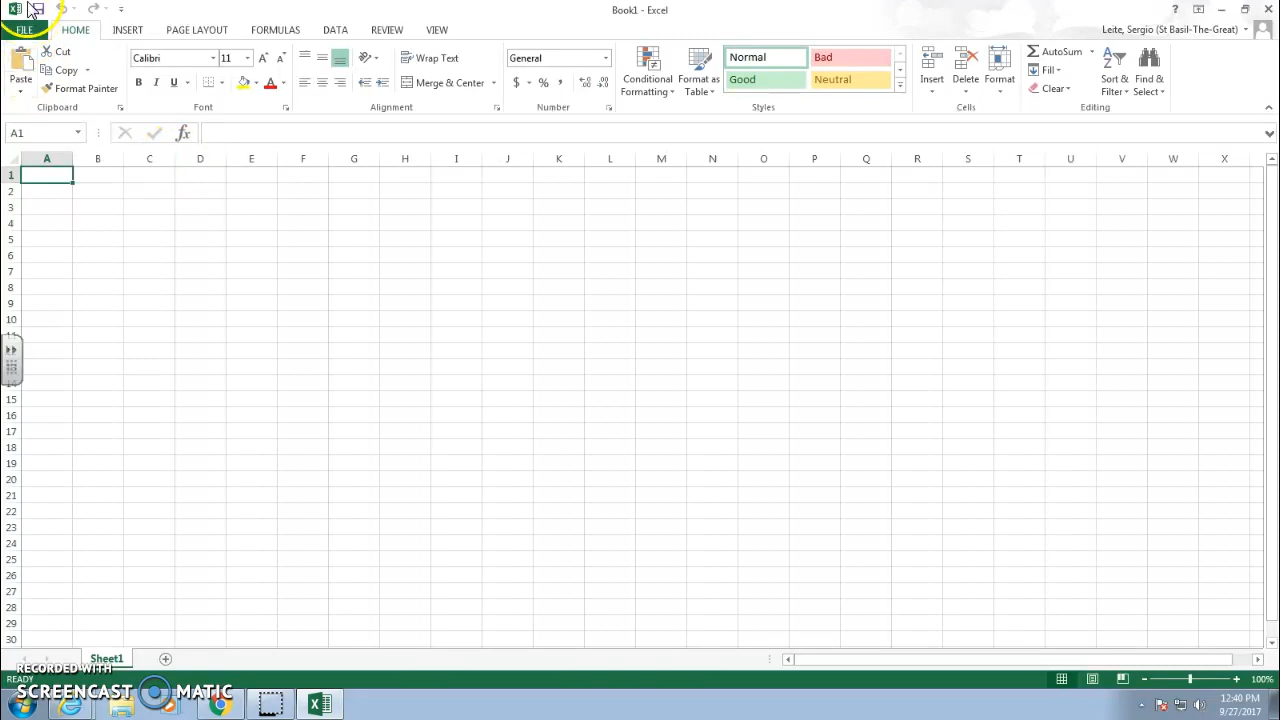 Book1 - Excel
FILE HOME INSERT PAGE LAYOUT FORMULAS DATA REVIEW VIEW Leite, Sergio (St Basil-The-Great)
Paste Cut Copy Format Painter
Clipboard
Calibri 11
B I U
Font
Wrap Text
Merge & Center
Alignment
General
$ % ,
Number
Conditional Formatting Format as Table Normal Bad Good Neutral
Styles
Insert Delete Format
Cells
AutoSum Fill Clear Sort & Filter Find & Select
Editing
A1 fx
A B C D E F G H I J K L M N O P Q R S T U V W X
1
2
3
4
5
6
7
8
9
10
15
16
17
18
19
20
21
22
23
24
25
26
27
28
29
30
Sheet1
RECORDED WITH
READY 100%
SCREENCAST MATIC
12:40 PM
9/27/2017